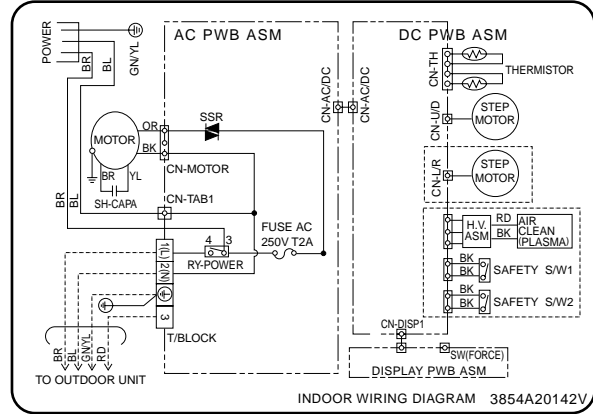 POWER
BR
BL
GN/YL
AC PWB ASM
DC PWB ASM
CN-AC/DC
CN-AC/DC
CN-TH
THERMISTOR
CN-U/D
STEP
MOTOR
CN-L/R
STEP
MOTOR
MOTOR
OR
BK
SSR
CN-MOTOR
BR
YL
SH-CAPA
BR
BL
CN-TAB1
FUSE AC
250V T2A
4
3
RY-POWER
1(L)
2(N)
3
T/BLOCK
H.V.
ASM
RD
BK
AIR
CLEAN
(PLASMA)
BK
BK
SAFETY S/W1
BK
BK
SAFETY S/W2
CN-DISP1
SW(FORCE)
DISPLAY PWB ASM
BR
BL
GN/YL
RD
TO OUTDOOR UNIT
INDOOR WIRING DIAGRAM 3854A20142V